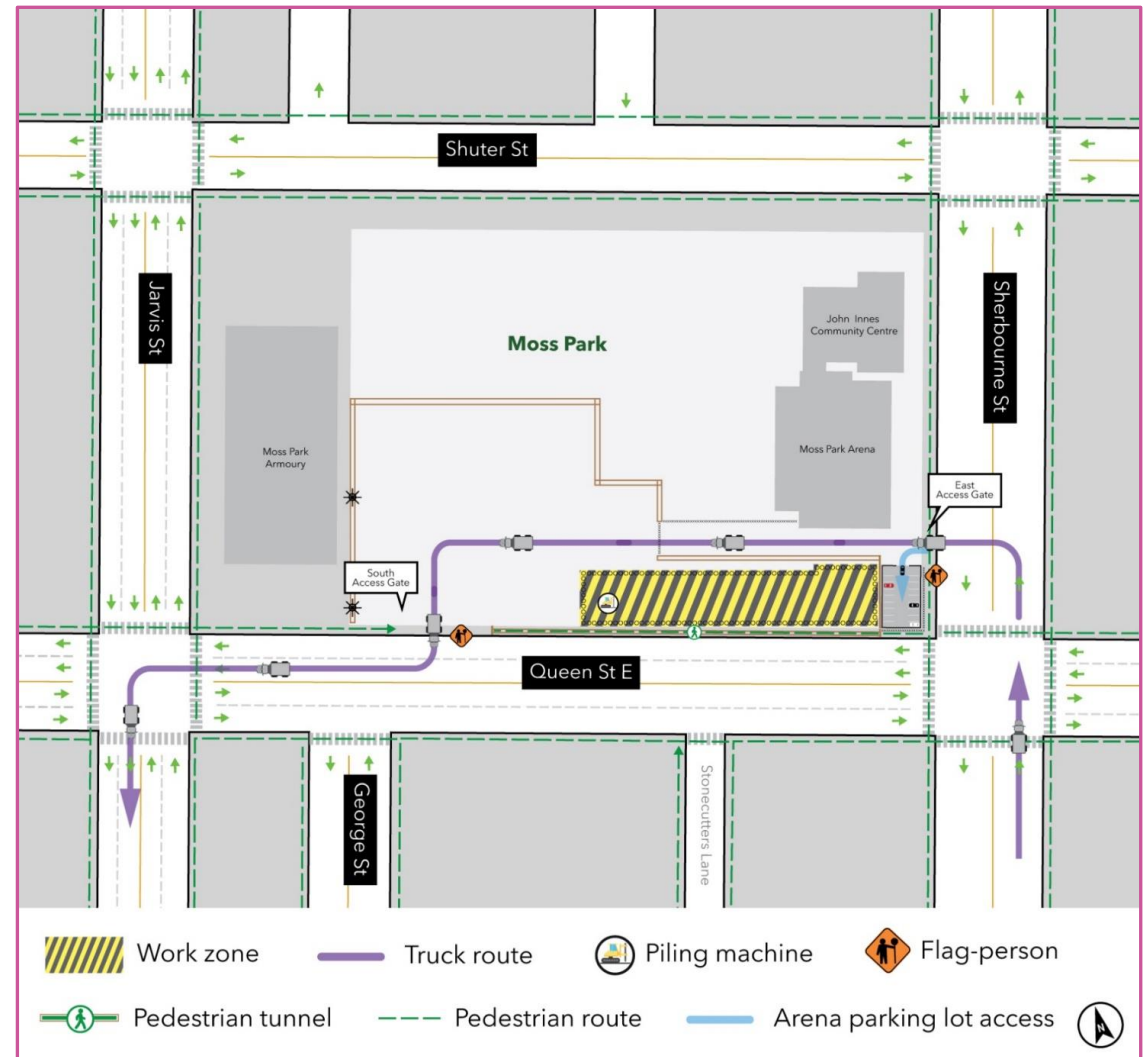 Shuter St
Jarvis St
Sherbourne St
John Innes
Community Centre
Moss Park
Moss Park
Armoury
Moss Park Arena
East
Access Gate
South
Access Gate
Queen St E
George St
Stonecutters Lane
Work zone
Truck route
Piling machine
Flag-person
Pedestrian tunnel
Pedestrian route
Arena parking lot access